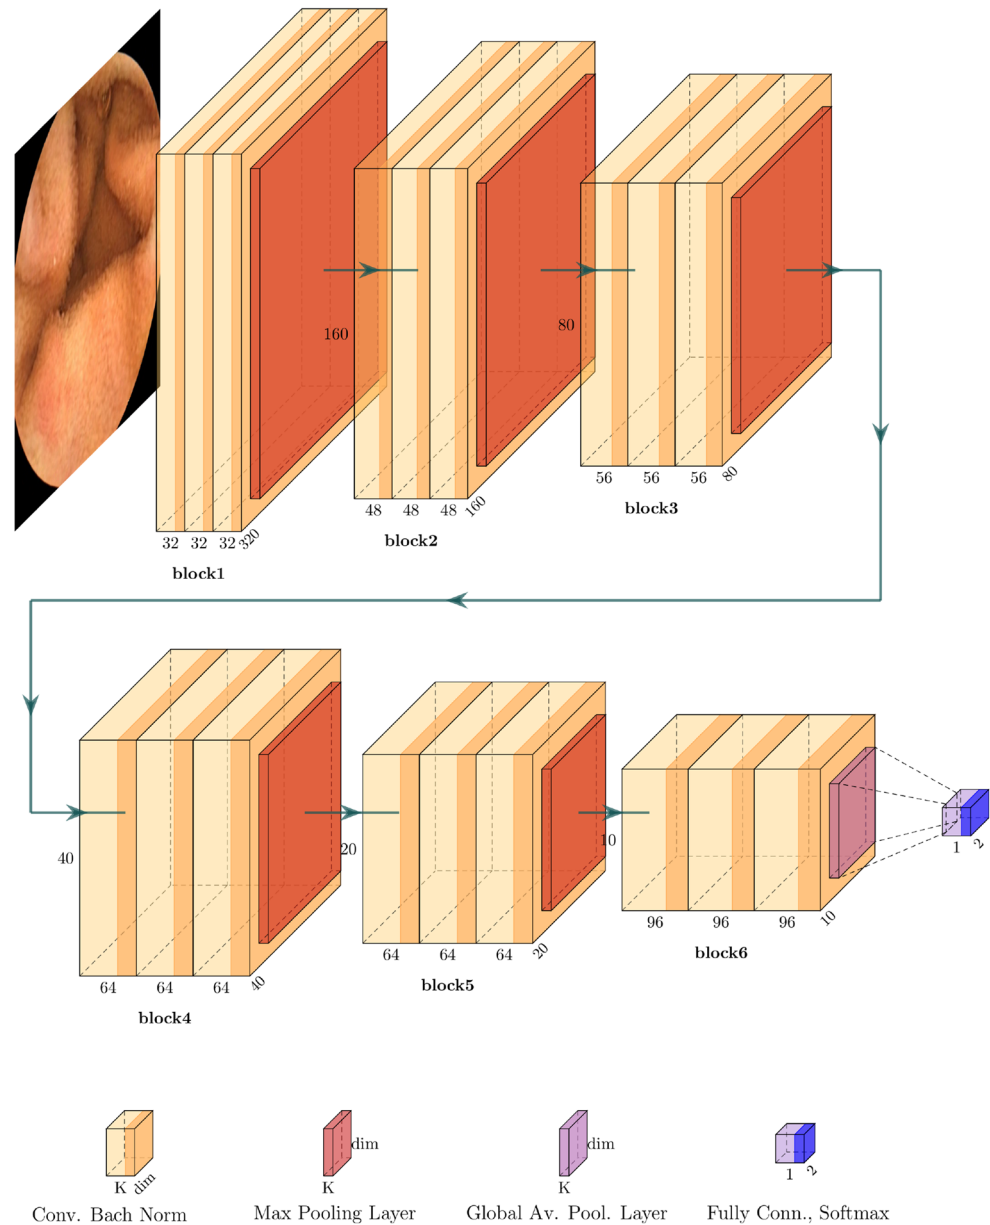 160
80
32 32 32 320
block1
48 48 48 160
block2
56 56 56 80
block3
40
20
10
64 64 64 40
block4
64 64 64 20
block5
96 96 96 10
block6
1 2
K dim
Conv. Bach Norm
dim
K
Max Pooling Layer
dim
K
Global Av. Pool. Layer
1 2
Fully Conn., Softmax